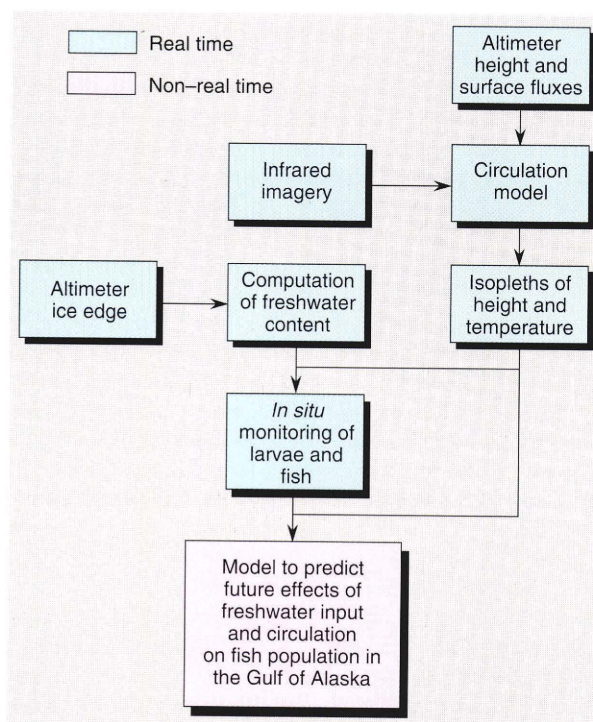 Real time
Non–real time
Altimeter
height and
surface fluxes
Infrared
imagery
Circulation
model
Altimeter
ice edge
Computation
of freshwater
content
Isopleths of
height and
temperature
In situ
monitoring of
larvae and
fish
Model to predict
future effects of
freshwater input
and circulation
on fish population in
the Gulf of Alaska